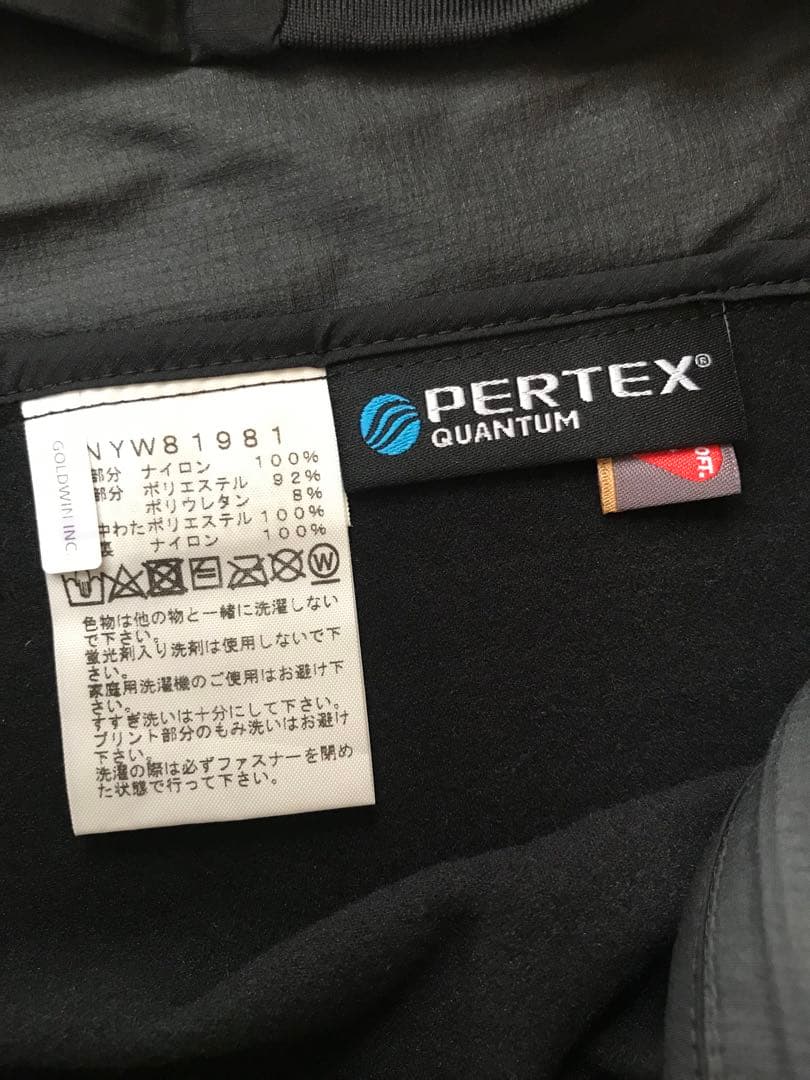 NYW81981
部分 ナイロン 100%
部分 ポリエステル 92%
ポリウレタン 8%
中わた ポリエステル 100%
裏 ナイロン 100%
GOLDWIN INC
W
色物は他の物と一緒に洗濯しない
で下さい。
蛍光剤入り洗剤は使用しないで下
さい。
家庭用洗濯機のご使用はお避け下
さい。
すすぎ洗いは十分にして下さい。
プリント部分のもみ洗いはお避け
下さい。
洗濯の際は必ずファスナーを閉め
た状態で行って下さい。
PERTEX®
QUANTUM
OFT.